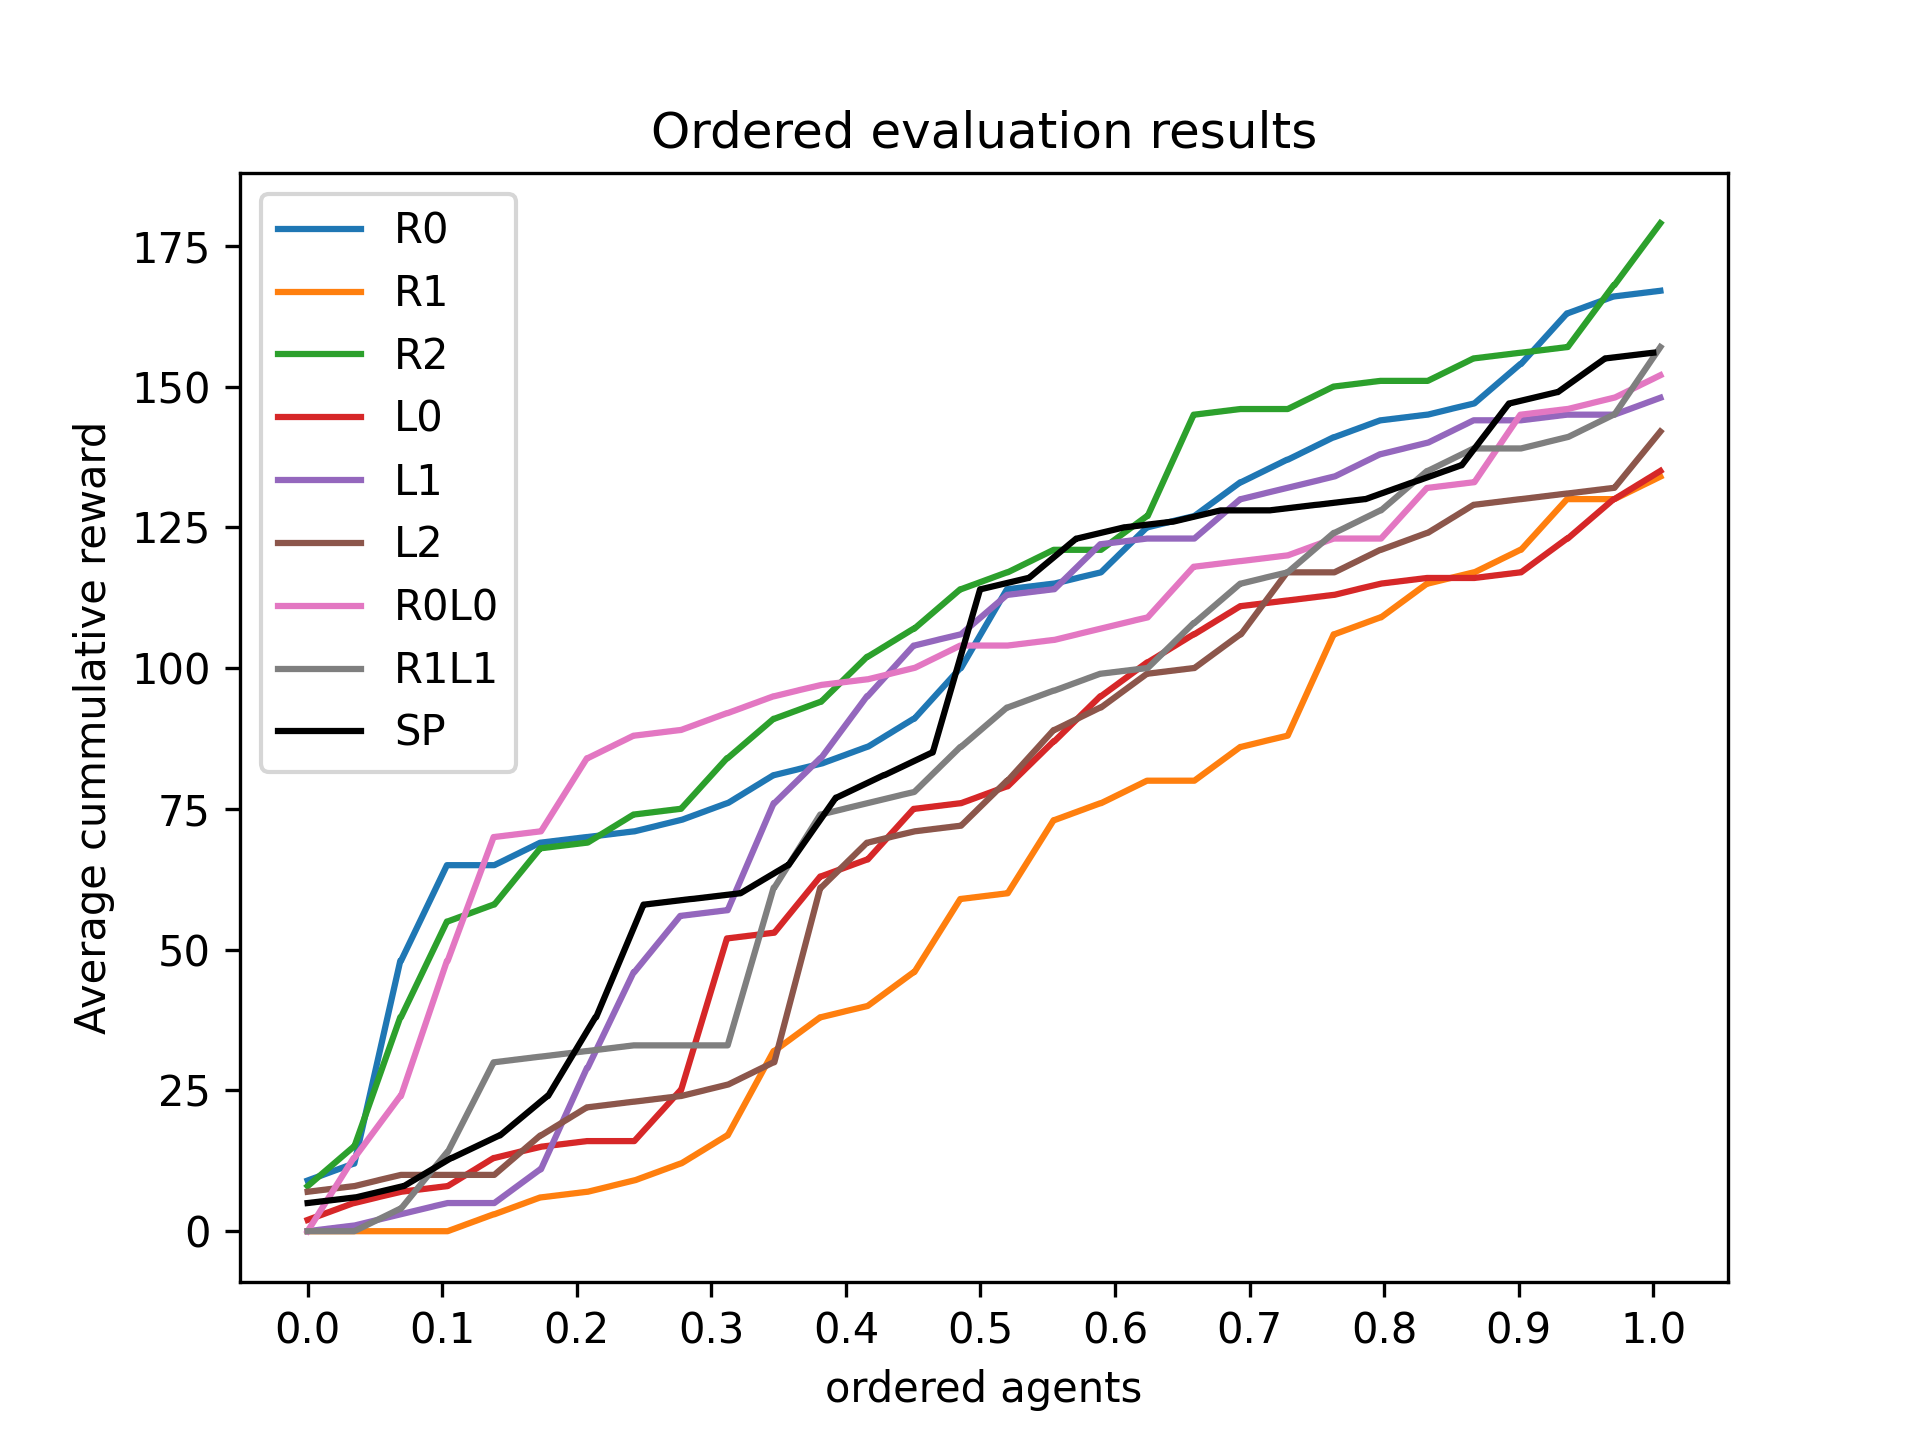 Ordered evaluation results
R0
R1
R2
L0
L1
L2
R0L0
R1L1
SP
Average cummulative reward
175
150
125
100
75
50
25
0
0.0 0.1 0.2 0.3 0.4 0.5 0.6 0.7 0.8 0.9 1.0
ordered agents